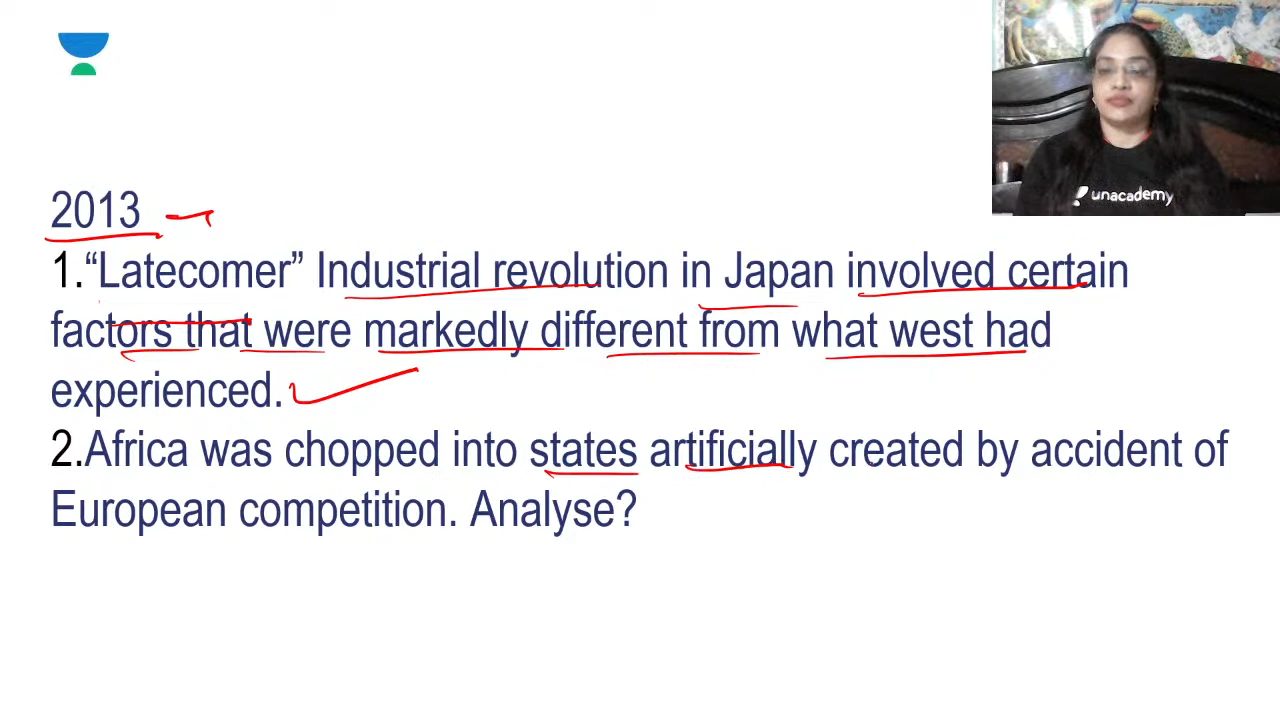 unacademy
2013
1.“Latecomer” Industrial revolution in Japan involved certain
factors that were markedly different from what west had
experienced.
2.Africa was chopped into states artificially created by accident of
European competition. Analyse?